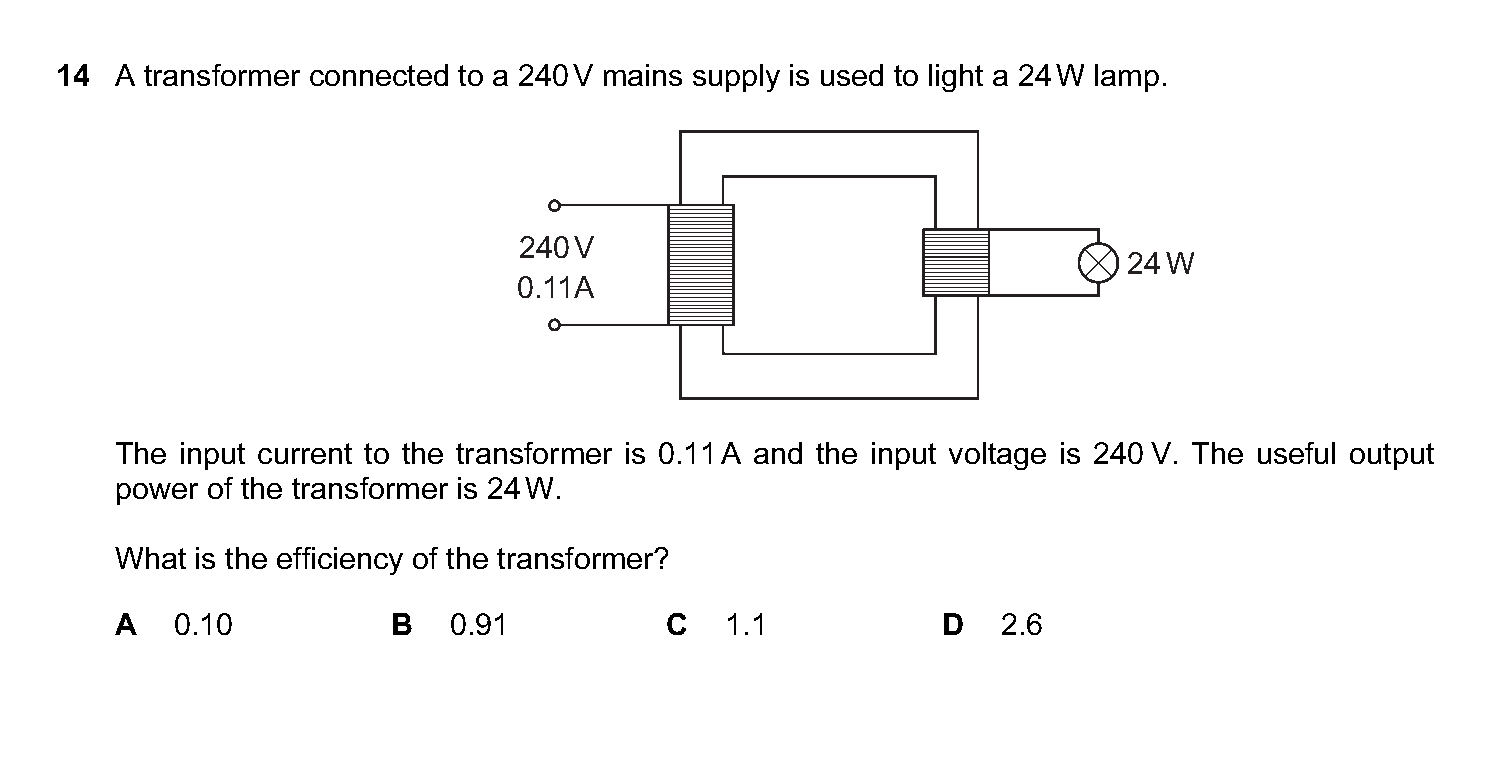 14 A transformer connected to a 240 V mains supply is used to light a 24 W lamp.
240 V
0.11 A
24 W
The input current to the transformer is 0.11 A and the input voltage is 240 V. The useful output
power of the transformer is 24 W.
What is the efficiency of the transformer?
A 0.10 B 0.91 C 1.1 D 2.6